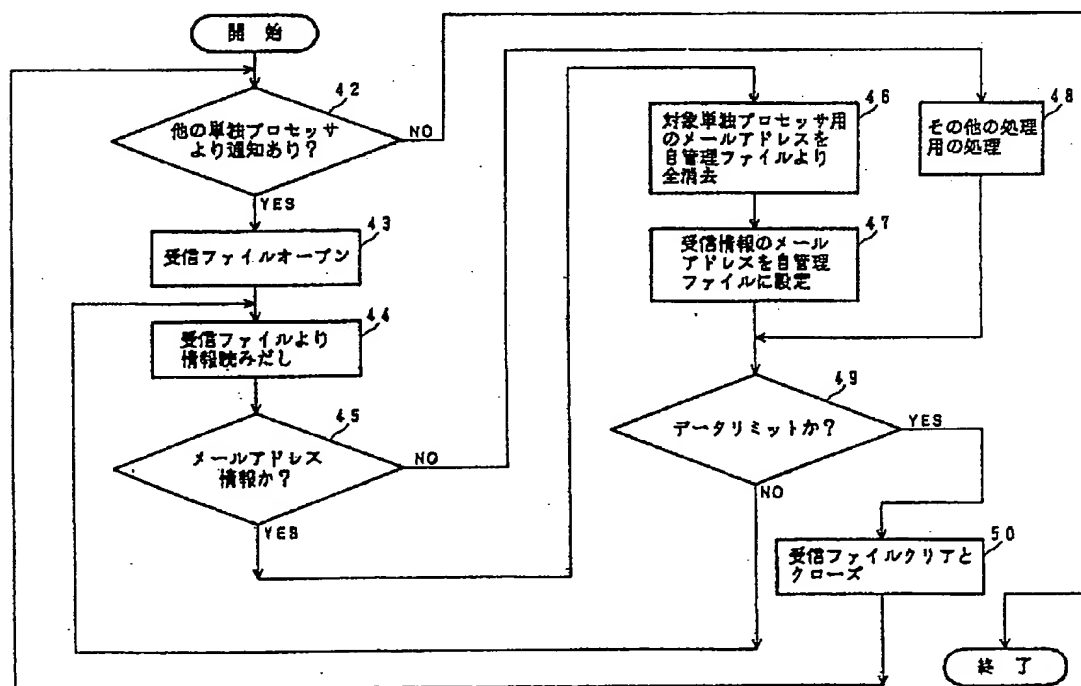 開 始
42
他の単独プロセッサ
より通知あり?
NO
YES
43
受信ファイルオープン
44
受信ファイルより
情報読みだし
45
メールアドレス
情報か?
NO
YES
46
対象単独プロセッサ用
のメールアドレスを
自管理ファイルより
全消去
47
受信情報のメール
アドレスを自管理
ファイルに設定
48
その他の処理
用の処理
49
データリミットか?
YES
NO
50
受信ファイルクリアと
クローズ
終 了